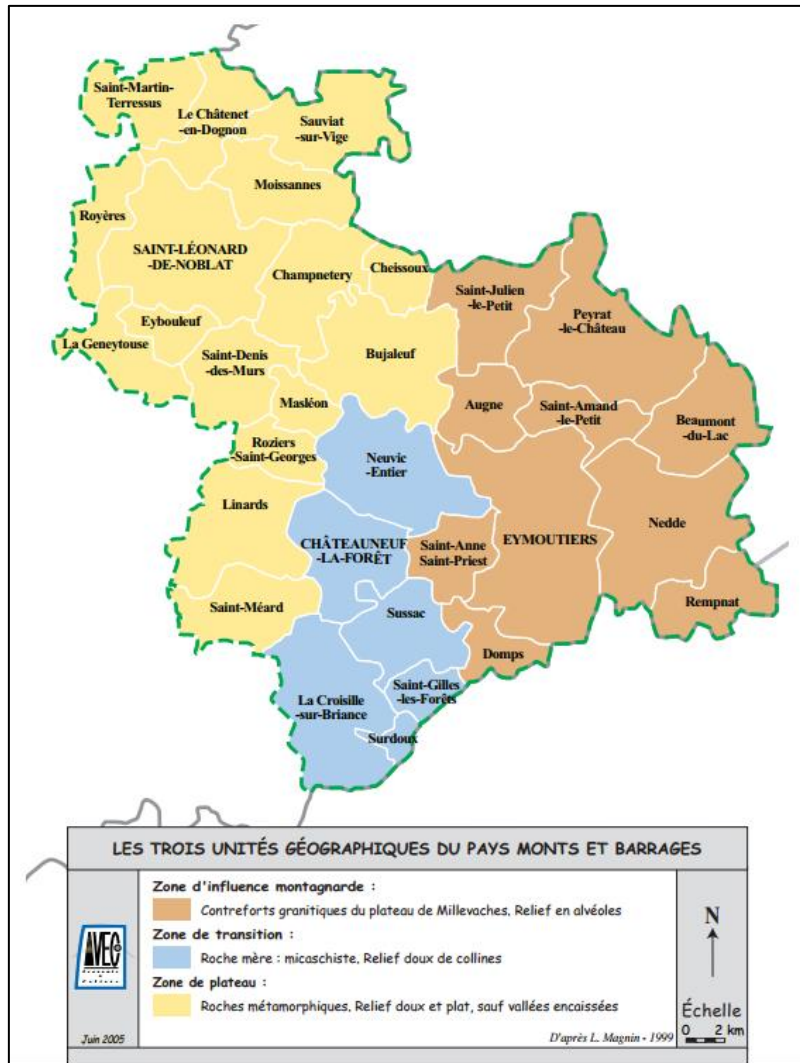 Saint-Martin-
Terressus
Le Châtenet
-en-Dognon
Sauviat
-sur-Vige
Moissannes
Royères
SAINT-LÉONARD
-DE-NOBLAT
Champnetery
Cheissoux
Saint-Julien
-le-Petit
Peyrat
-le-Château
Eybouleuf
La Geneytouse
Saint-Denis
-des-Murs
Bujaleuf
Masléon
Augne
Saint-Amand
-le-Petit
Beaumont
-du-Lac
Roziers
-Saint-Georges
Neuvic
-Entier
Linards
Nedde
CHÂTEAUNEUF
-LA-FORÊT
Saint-Anne
Saint-Priest
EYMOUTIERS
Saint-Méard
Rempnat
Sussac
Domps
Saint-Gilles
-les-Forêts
La Croisille
-sur-Briance
Surdoux
LES TROIS UNITÉS GÉOGRAPHIQUES DU PAYS MONTS ET BARRAGES
Zone d'influence montagnarde :
Contreforts granitiques du plateau de Millevaches, Relief en alvéoles
Zone de transition :
Roche mère : micaschiste, Relief doux de collines
Zone de plateau :
Roches métamorphiques, Relief doux et plat, sauf vallées encaissées
AVEC
N
Échelle
0 2 km
Juin 2005
D'après L. Magnin - 1999